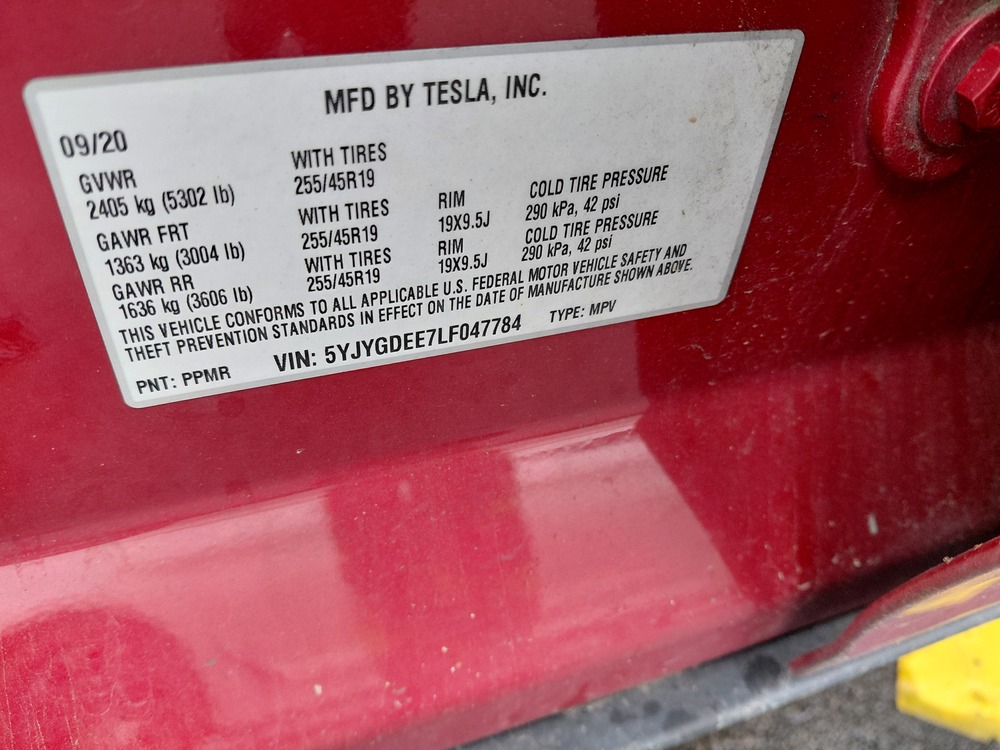 MFD BY TESLA, INC.
09/20
GVWR WITH TIRES
2405 kg (5302 lb) 255/45R19
GAWR FRT WITH TIRES RIM COLD TIRE PRESSURE
1363 kg (3004 lb) 255/45R19 19X9.5J 290 kPa, 42 psi
GAWR RR WITH TIRES RIM COLD TIRE PRESSURE
1636 kg (3606 lb) 255/45R19 19X9.5J 290 kPa, 42 psi
THIS VEHICLE CONFORMS TO ALL APPLICABLE U.S. FEDERAL MOTOR VEHICLE SAFETY AND
THEFT PREVENTION STANDARDS IN EFFECT ON THE DATE OF MANUFACTURE SHOWN ABOVE.
PNT: PPMR VIN: 5YJYGDEE7LF047784 TYPE: MPV